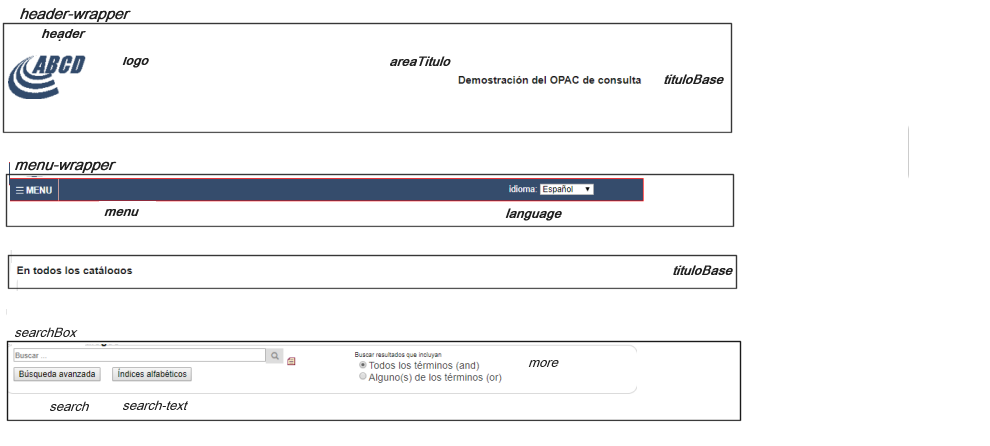 header-wrapper
header
ABCD
logo
areaTitulo
Demostración del OPAC de consulta
tituloBase
menu-wrapper
☰ MENU
idioma: Español
menu
language
En todos los catálogos
tituloBase
searchBox
Buscar ...
Buscar resultados que incluyan
Todos los términos (and)
more
Búsqueda avanzada
Índices alfabéticos
Alguno(s) de los términos (or)
search
search-text